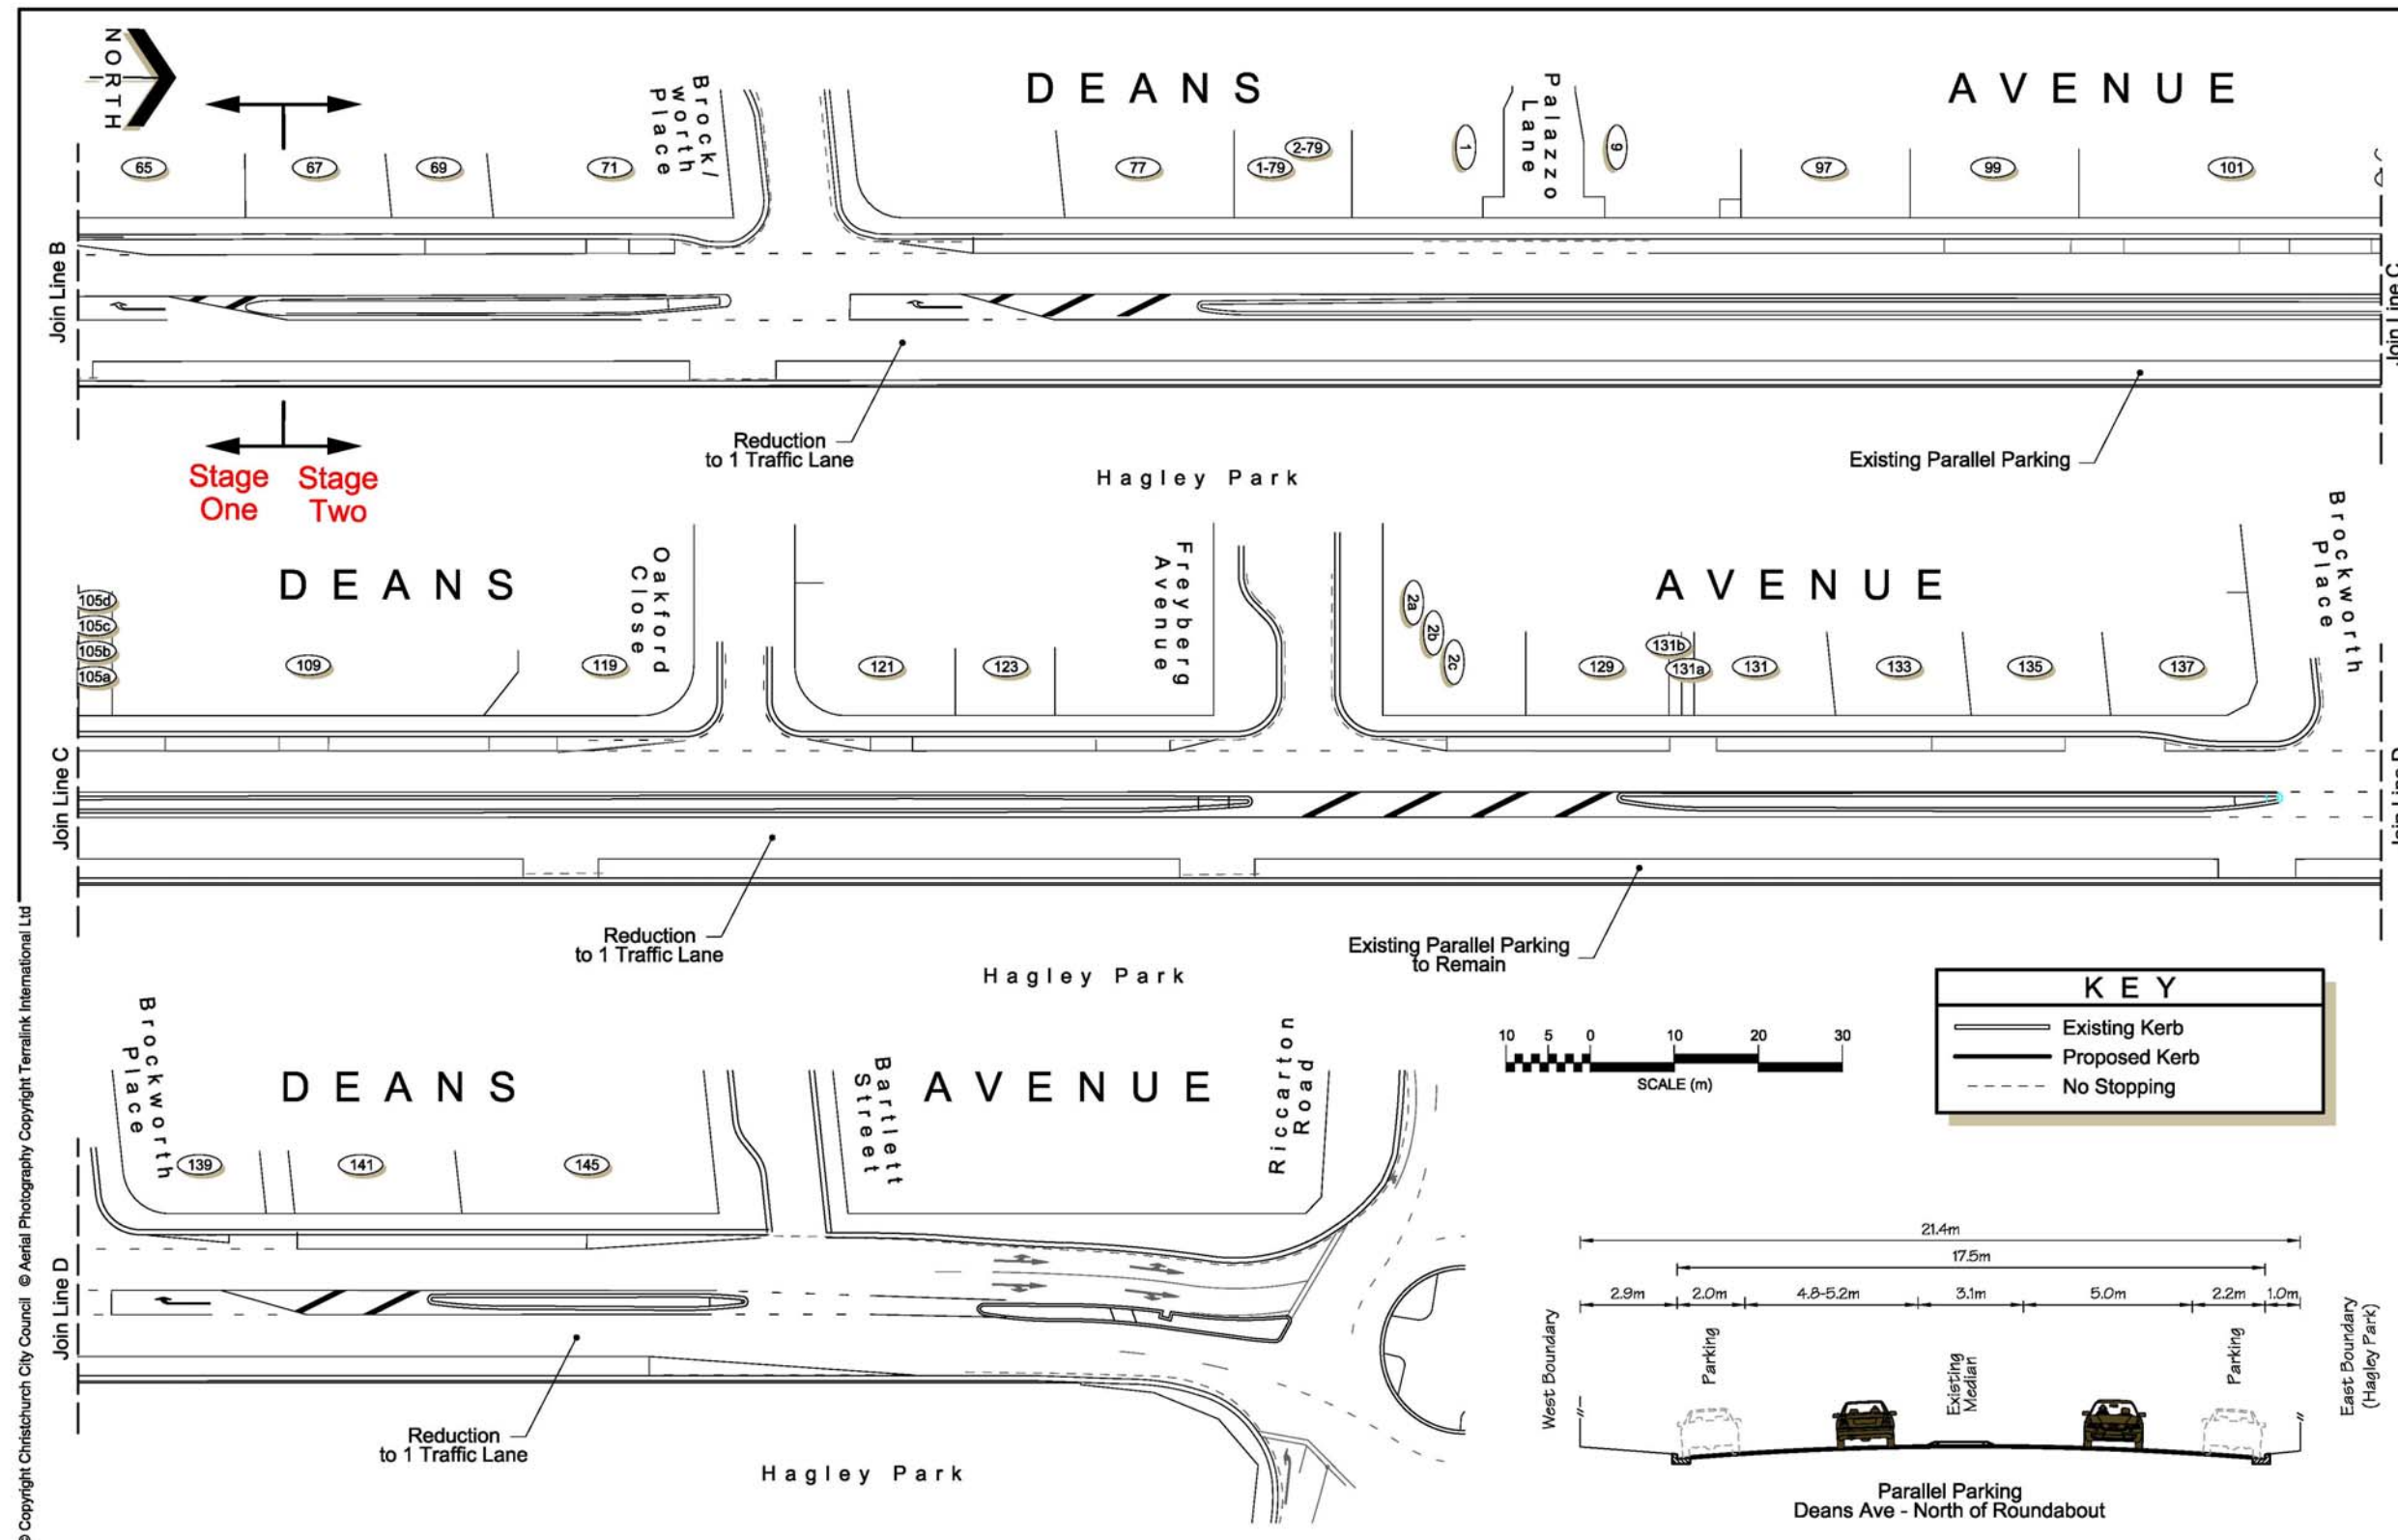 NORTH
DEANS AVENUE
Brock/
worth
Place
Palazzo
Lane
65
67
69
71
77
1-79
2-79
1
9
97
99
101
Join Line B
Join Line C
Stage
One
Stage
Two
Reduction
to 1 Traffic Lane
Existing Parallel Parking
Hagley Park
DEANS AVENUE
Oakford
Close
Freyberg
Avenue
Brockworth
Place
105d
105c
105b
105a
109
119
121
123
2a
2b
2c
129
131b
131a
131
133
135
137
Join Line C
Reduction
to 1 Traffic Lane
Existing Parallel Parking
to Remain
Hagley Park
DEANS AVENUE
Brockworth
Place
Bartlett
Street
Riccarton
Road
139
141
145
Join Line D
Reduction
to 1 Traffic Lane
Hagley Park
10 5 0 10 20 30
SCALE (m)
KEY
Existing Kerb
Proposed Kerb
No Stopping
21.4m
17.5m
2.9m 2.0m 4.8-5.2m 3.1m 5.0m 2.2m 1.0m
West Boundary
Parking
Existing
Median
Parking
East Boundary
(Hagley Park)
Parallel Parking
Deans Ave - North of Roundabout
© Copyright Christchurch City Council © Aerial Photography Copyright Terralink International Ltd